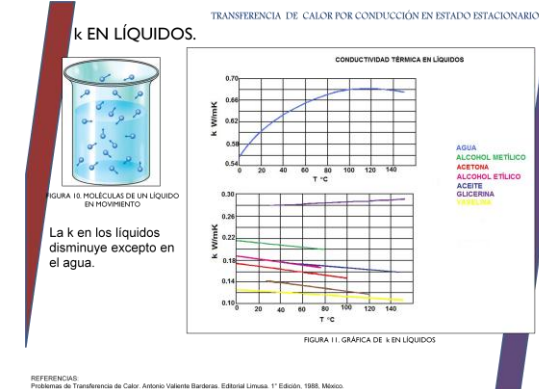 TRANSFERENCIA DE CALOR POR CONDUCCIÓN EN ESTADO ESTACIONARIO
k EN LÍQUIDOS.
CONDUCTIVIDAD TÉRMICA EN LÍQUIDOS
k W/mK
0.70
0.66
0.62
0.58
0.54
0 20 40 60 80 100 120 140
T °C
AGUA
ALCOHOL METÍLICO
ACETONA
ALCOHOL ETÍLICO
ACEITE
GLICERINA
VASELINA
FIGURA 10. MOLÉCULAS DE UN LÍQUIDO
EN MOVIMIENTO
La k en los líquidos
disminuye excepto en
el agua.
k W/mK
0.30
0.26
0.22
0.18
0.14
0.10
0 20 40 60 80 100 120 140
T °C
FIGURA 11. GRÁFICA DE k EN LÍQUIDOS
REFERENCIAS:
Problemas de Transferencia de Calor. Antonio Valiente Barderas. Editorial Limusa. 1° Edición. 1988. México.